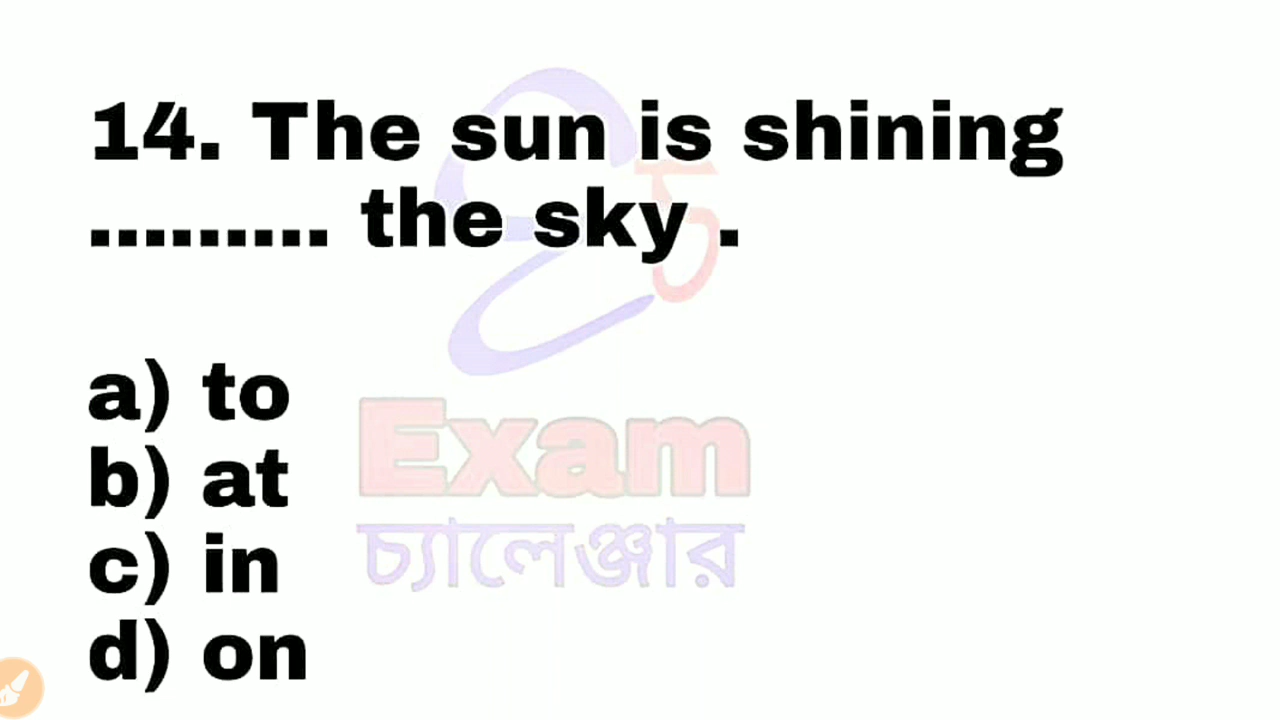 14. The sun is shining
......... the sky .
a) to
b) at
c) in
d) on
Exam
চ্যালেঞ্জার